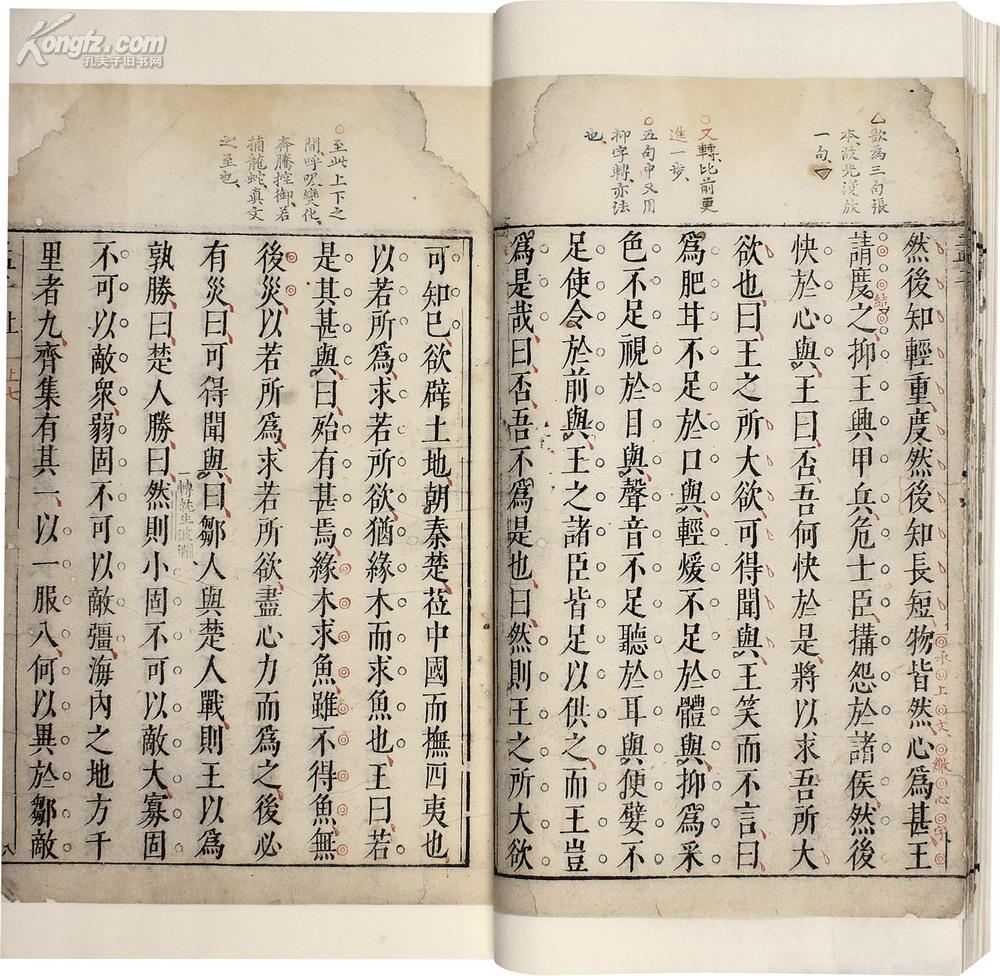 Kongfz.com
孔夫子旧书网
欲為三句張
一句
又轉比前更
進一步
五句中又用
抑字轉亦法
也
然後知輕重度然後知長短物皆然心爲甚王
請度之抑王興甲兵危士臣搆怨於諸侯然後
結
快於心與王曰否吾何快於是將以求吾所大
欲也曰王之所大欲可得聞與王笑而不言曰
爲肥甘不足於口與輕煖不足於體與抑爲采
色不足視於目與聲音不足聽於耳與便嬖不
足使令於前與王之諸臣皆足以供之而王豈
爲是哉曰否吾不爲是也曰然則王之所大欲
承上文
心字
至此上下之
間呼吸變化
奔騰控御若
捕龍蛇真文
之至也
可知已欲辟土地朝秦楚莅中國而撫四夷也
以若所爲求若所欲猶緣木而求魚也王曰若
是其甚與曰殆有甚焉緣木求魚雖不得魚無
後災以若所爲求若所欲盡心力而爲之後必
有災曰可得聞與曰鄒人與楚人戰則王以爲
一轉就生波瀾
孰勝曰楚人勝曰然則小固不可以敵大寡固
不可以敵衆弱固不可以敵彊海內之地方千
里者九齊集有其一以一服八何以異於鄒敵
上七